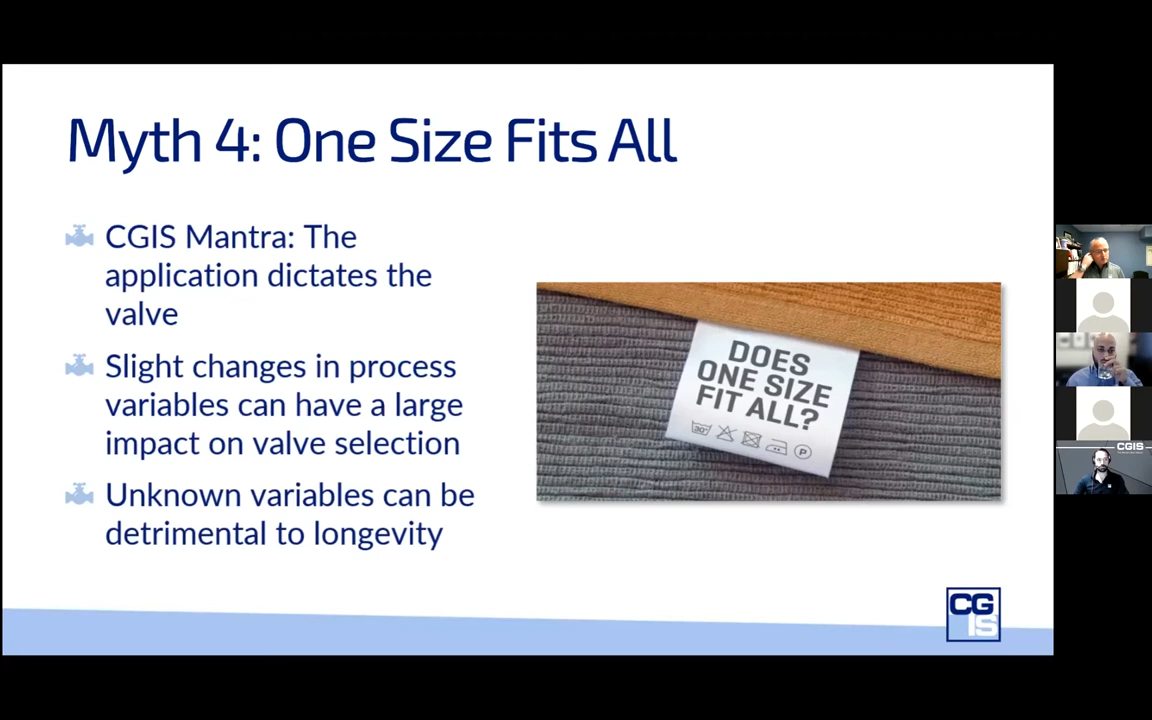 Myth 4: One Size Fits All
CGIS Mantra: The
application dictates the
valve
Slight changes in process
variables can have a large
impact on valve selection
Unknown variables can be
detrimental to longevity
DOES
ONE SIZE
FIT ALL?
30°
P
CG
IS
CGIS